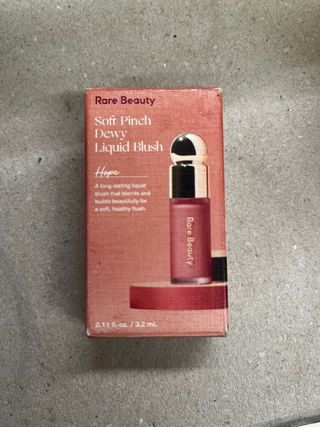 Rare Beauty
Soft Pinch
Dewy
Liquid Blush
Hope
A long-lasting liquid
blush that blends and
builds beautifully for
a soft, healthy flush.
Rare Beauty
0.11 fl. oz. / 3.2 mL